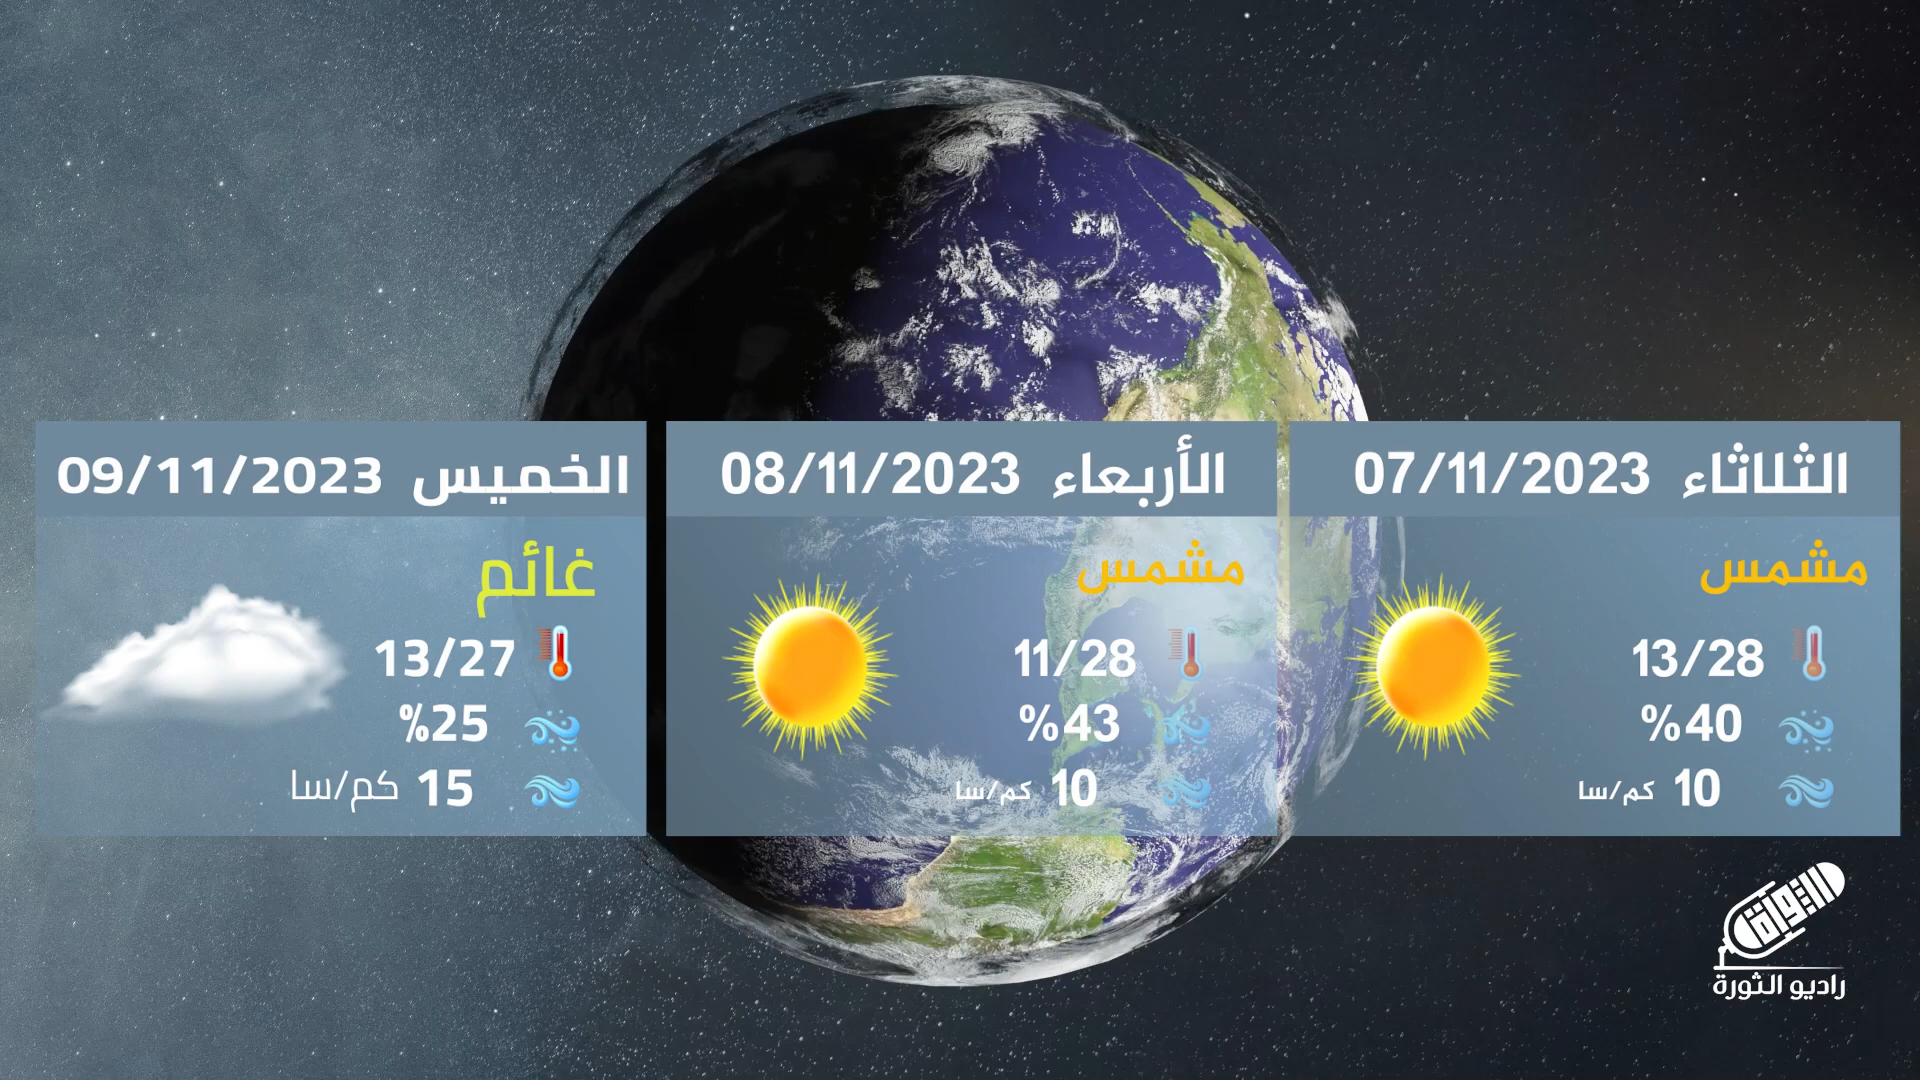 الثلاثاء 07/11/2023
مشمس
13/28
%40
10 كم/سا
الأربعاء 08/11/2023
مشمس
11/28
%43
10 كم/سا
الخميس 09/11/2023
غائم
13/27
%25
15 كم/سا
الثورة
راديو الثورة